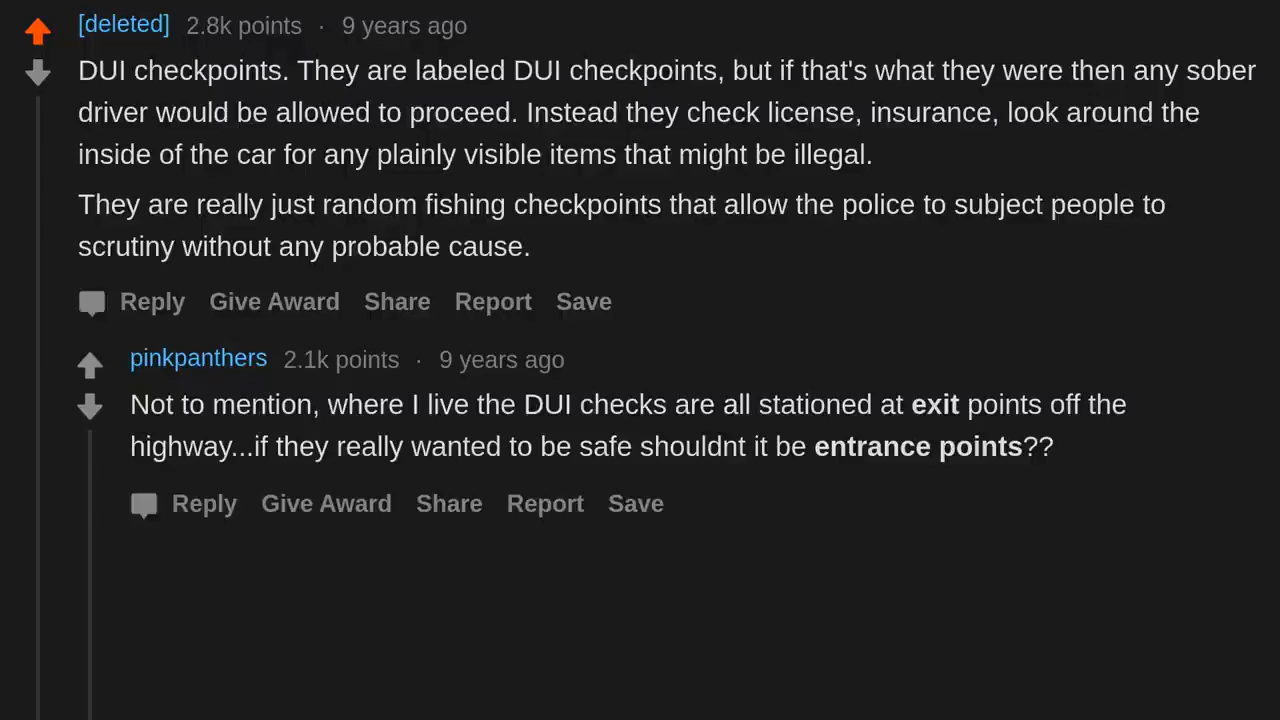 [deleted] 2.8k points · 9 years ago
DUI checkpoints. They are labeled DUI checkpoints, but if that's what they were then any sober
driver would be allowed to proceed. Instead they check license, insurance, look around the
inside of the car for any plainly visible items that might be illegal.
They are really just random fishing checkpoints that allow the police to subject people to
scrutiny without any probable cause.
Reply Give Award Share Report Save
pinkpanthers 2.1k points · 9 years ago
Not to mention, where I live the DUI checks are all stationed at exit points off the
highway...if they really wanted to be safe shouldnt it be entrance points??
Reply Give Award Share Report Save